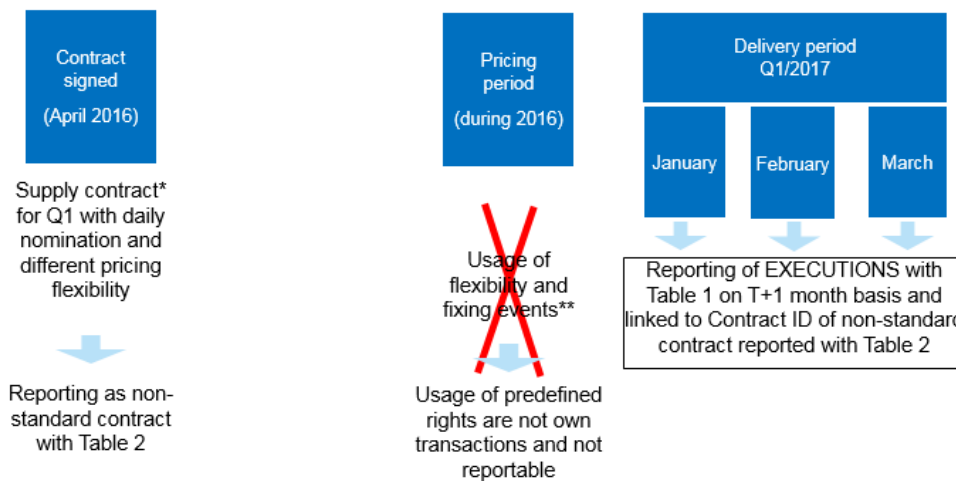 Contract
signed
(April 2016)
Supply contract*
for Q1 with daily
nomination and
different pricing
flexibility
Reporting as non-
standard contract
with Table 2
Pricing
period
(during 2016)
Usage of
flexibility and
fixing events**
Usage of predefined
rights are not own
transactions and not
reportable
Delivery period
Q1/2017
January
February
March
Reporting of EXECUTIONS with
Table 1 on T+1 month basis and
linked to Contract ID of non-standard
contract reported with Table 2